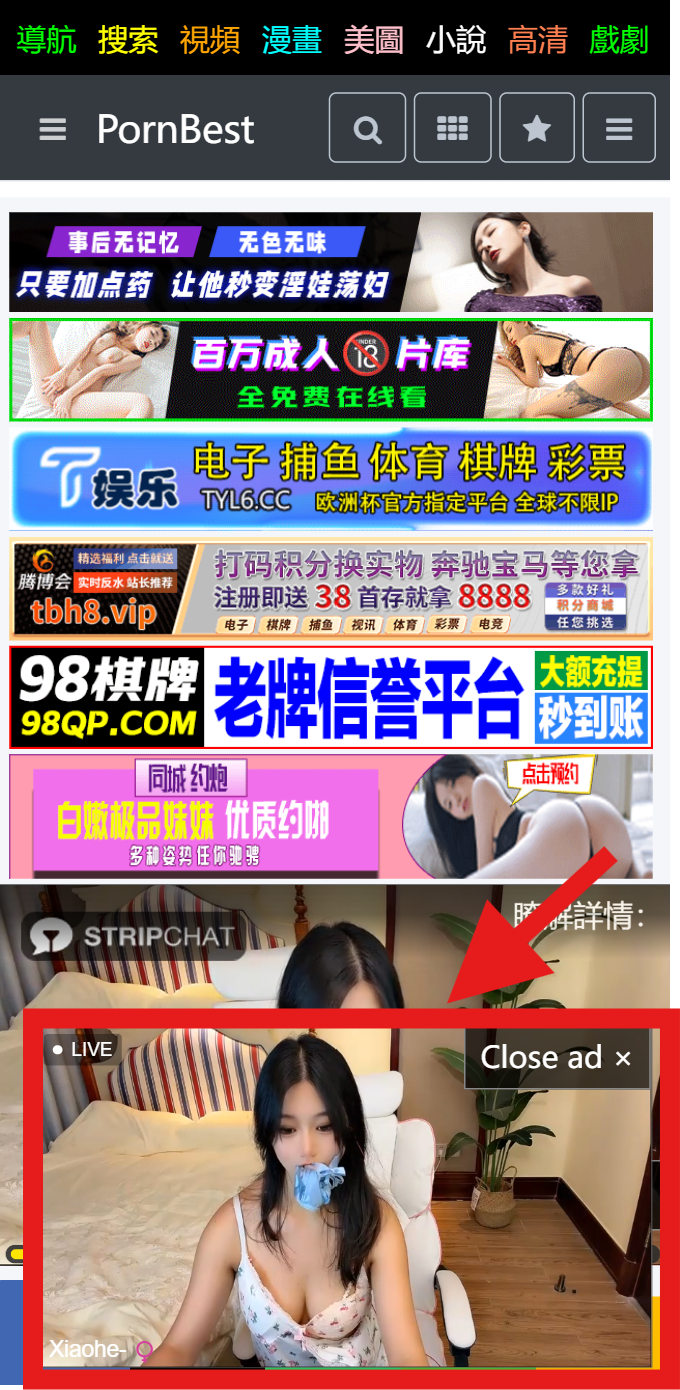 導航 搜索 視頻 漫畫 美圖 小說 高清 戲劇
PornBest
事后无记忆 无色无味
只要加点药 让他秒变淫娃荡妇
百万成人 UNDER 18 片库
全免费在线看
T娱乐 电子 捕鱼 体育 棋牌 彩票
TYL6.CC 欧洲杯官方指定平台 全球不限IP
腾博会 精选福利 点击就送
实时反水 站长推荐
tbh8.vip
打码积分换实物 奔驰宝马等您拿
注册即送 38 首存就拿 8888
电子 棋牌 捕鱼 视讯 体育 彩票 电竞
多款好礼
积分商城
任您挑选
98棋牌
98QP.COM
老牌信誉平台
大额充提
秒到账
同城约炮
白嫩极品妹妹 优质约啪
多种姿势任你驰骋
点击预约
STRIPCHAT
瞭解詳情：
LIVE
Close ad ×
Xiaohe-